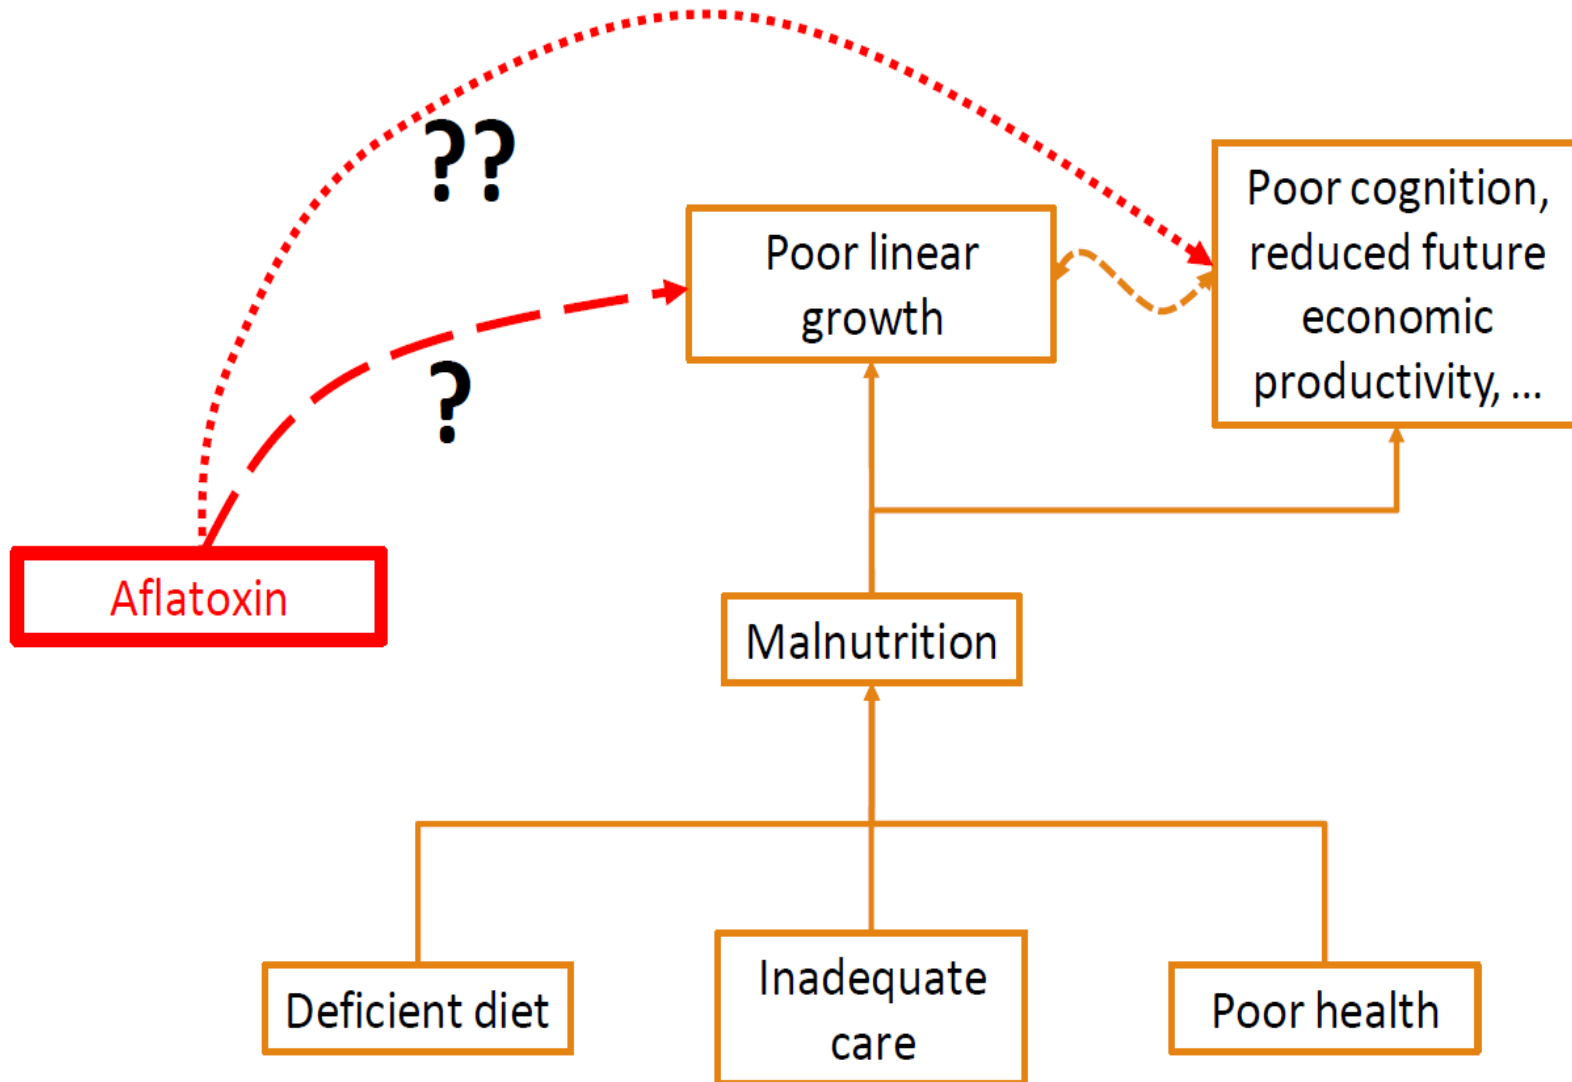 ??
Poor cognition,
reduced future
economic
productivity, ...
Poor linear
growth
?
Aflatoxin
Malnutrition
Deficient diet
Inadequate
care
Poor health